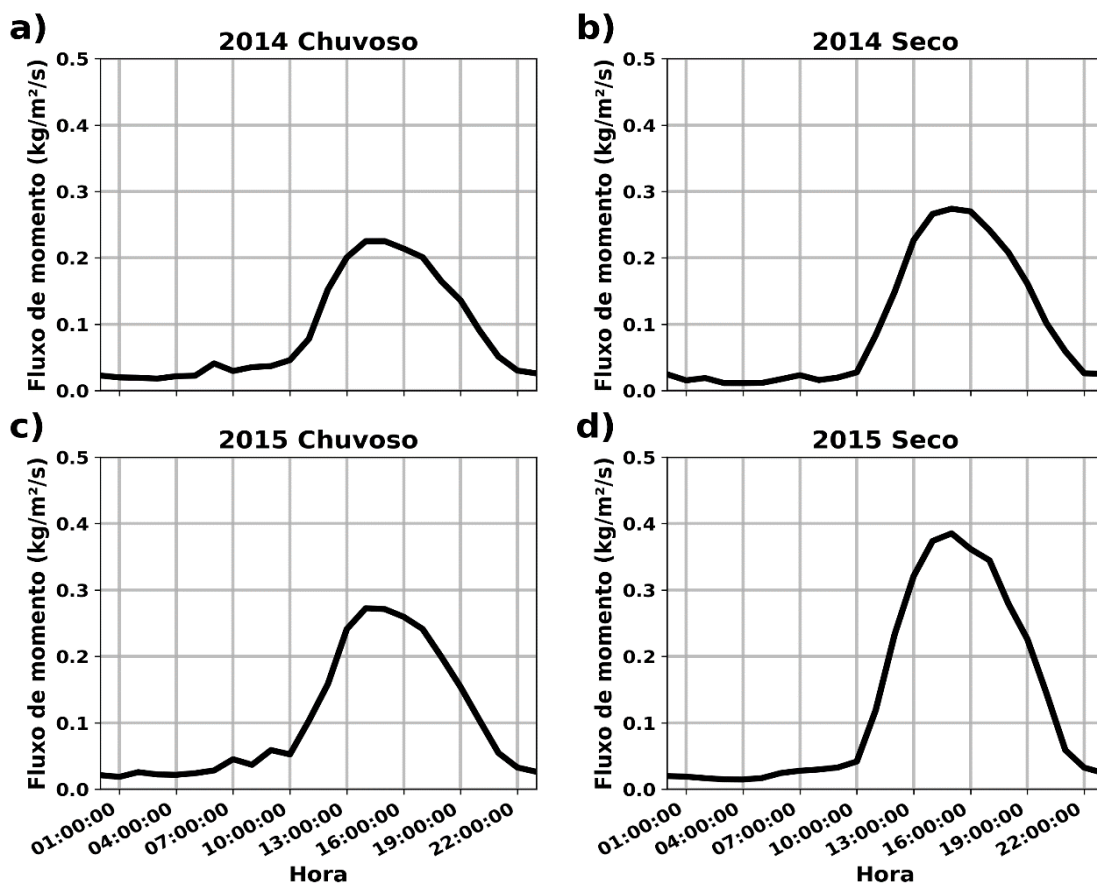 a)
2014 Chuvoso
Fluxo de momento (kg/m²/s)
0.5
0.4
0.3
0.2
0.1
0.0
b)
2014 Seco
Fluxo de momento (kg/m²/s)
0.5
0.4
0.3
0.2
0.1
0.0
c)
2015 Chuvoso
Fluxo de momento (kg/m²/s)
0.5
0.4
0.3
0.2
0.1
0.0
01:00:00
04:00:00
07:00:00
10:00:00
13:00:00
16:00:00
19:00:00
22:00:00
Hora
d)
2015 Seco
Fluxo de momento (kg/m²/s)
0.5
0.4
0.3
0.2
0.1
0.0
01:00:00
04:00:00
07:00:00
10:00:00
13:00:00
16:00:00
19:00:00
22:00:00
Hora